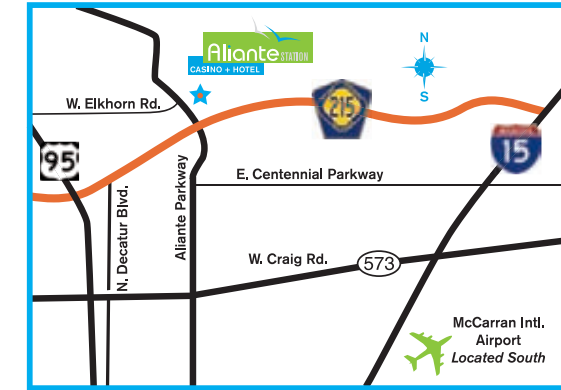 Aliante STATION
CASINO + HOTEL
N
S
W. Elkhorn Rd.
215
95
INTERSTATE
15
E. Centennial Parkway
N. Decatur Blvd.
Aliante Parkway
W. Craig Rd.
573
McCarran Intl.
Airport
Located South